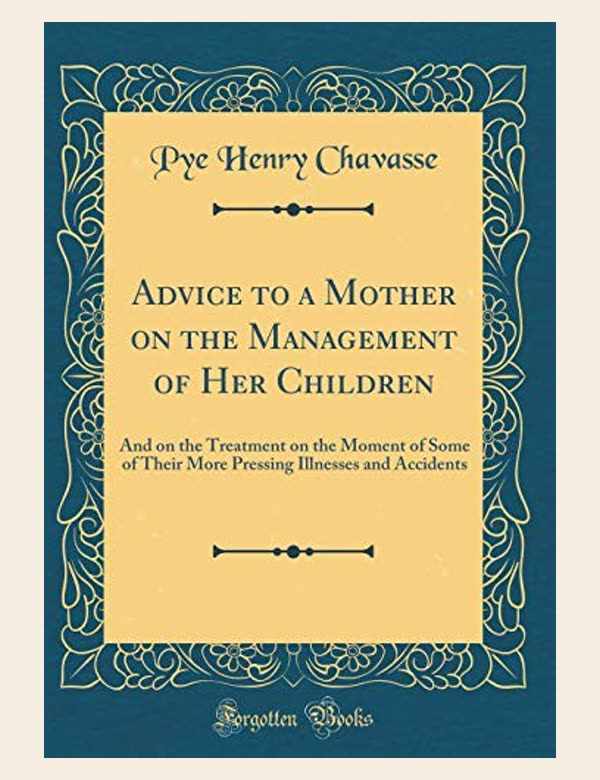 Pye Henry Chavasse
Advice to a Mother
on the Management
of Her Children
And on the Treatment on the Moment of Some
of Their More Pressing Illnesses and Accidents
Forgotten Books